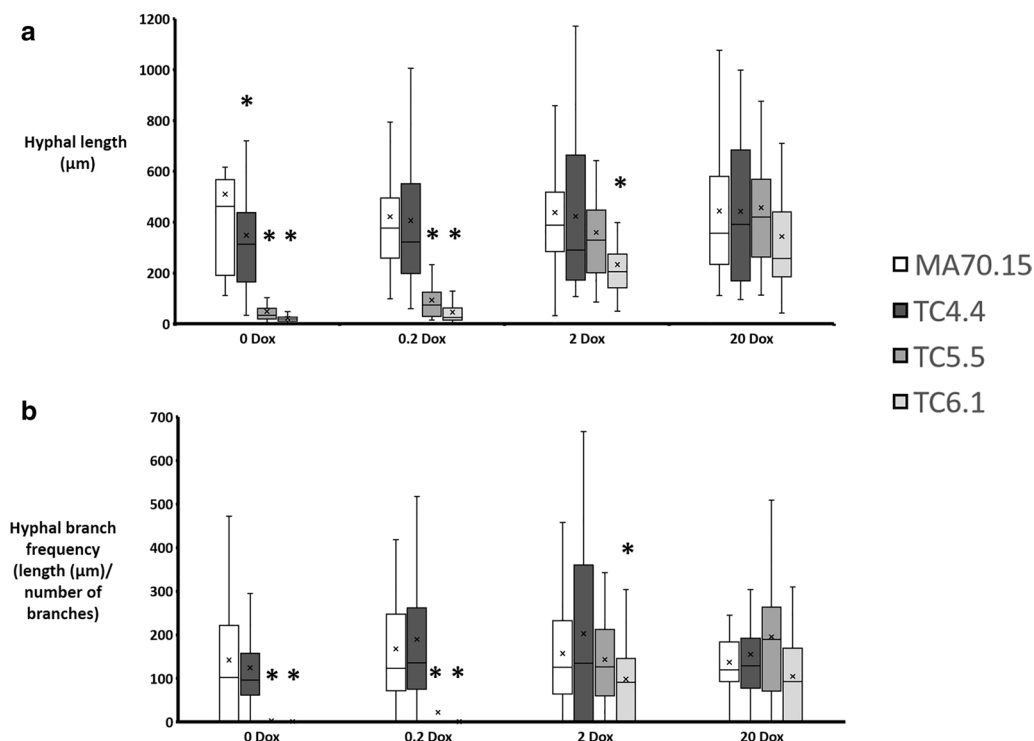 a
1200
1000
800
600
400
200
0
Hyphal length
(µm)
*
* *
* *
*
0 Dox
0.2 Dox
2 Dox
20 Dox
MA70.15
TC4.4
TC5.5
TC6.1
b
700
600
500
400
300
200
100
0
Hyphal branch
frequency
(length (µm)/
number of
branches)
* *
* *
*
0 Dox
0.2 Dox
2 Dox
20 Dox